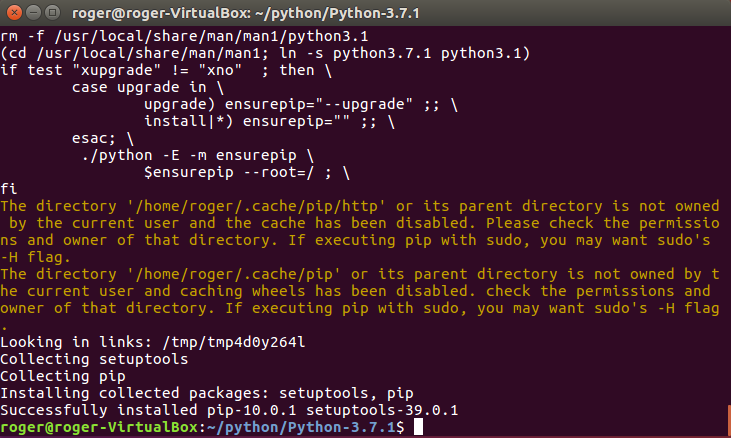 roger@roger-VirtualBox: ~/python/Python-3.7.1
rm -f /usr/local/share/man/man1/python3.1
(cd /usr/local/share/man/man1; ln -s python3.7.1 python3.1)
if test "xupgrade" != "xno"  ; then \
        case upgrade in \
                upgrade) ensurepip="--upgrade" ;; \
                install|*) ensurepip="" ;; \
        esac; \
         ./python -E -m ensurepip \
                $ensurepip --root=/ ; \
fi
The directory '/home/roger/.cache/pip/http' or its parent directory is not owned
 by the current user and the cache has been disabled. Please check the permissio
ns and owner of that directory. If executing pip with sudo, you may want sudo's
-H flag.
The directory '/home/roger/.cache/pip' or its parent directory is not owned by t
he current user and caching wheels has been disabled. check the permissions and
owner of that directory. If executing pip with sudo, you may want sudo's -H flag
.
Looking in links: /tmp/tmp4d0y264l
Collecting setuptools
Collecting pip
Installing collected packages: setuptools, pip
Successfully installed pip-10.0.1 setuptools-39.0.1
roger@roger-VirtualBox:~/python/Python-3.7.1$